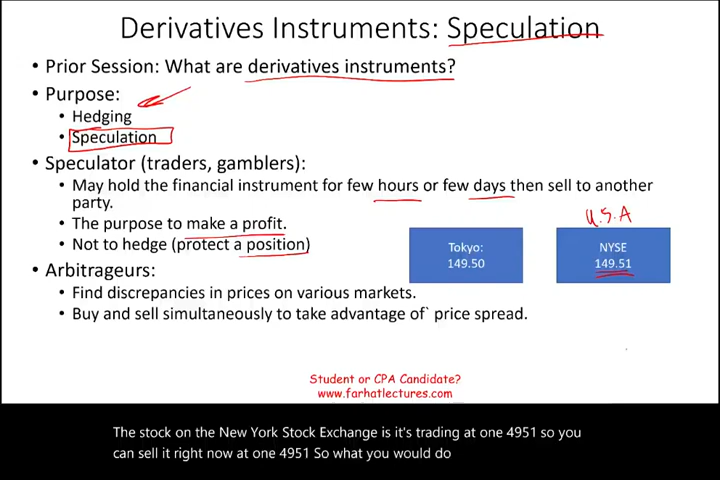 Derivatives Instruments: Speculation
• Prior Session: What are derivatives instruments?
• Purpose:
• Hedging
• Speculation
• Speculator (traders, gamblers):
• May hold the financial instrument for few hours or few days then sell to another
party.
• The purpose to make a profit.
• Not to hedge (protect a position)
U.S.A
Tokyo:
149.50
NYSE
149.51
• Arbitrageurs:
• Find discrepancies in prices on various markets.
• Buy and sell simultaneously to take advantage of` price spread.
Student or CPA Candidate?
www.farhatlectures.com
The stock on the New York Stock Exchange is it's trading at one 4951 so you
can sell it right now at one 4951 So what you would do